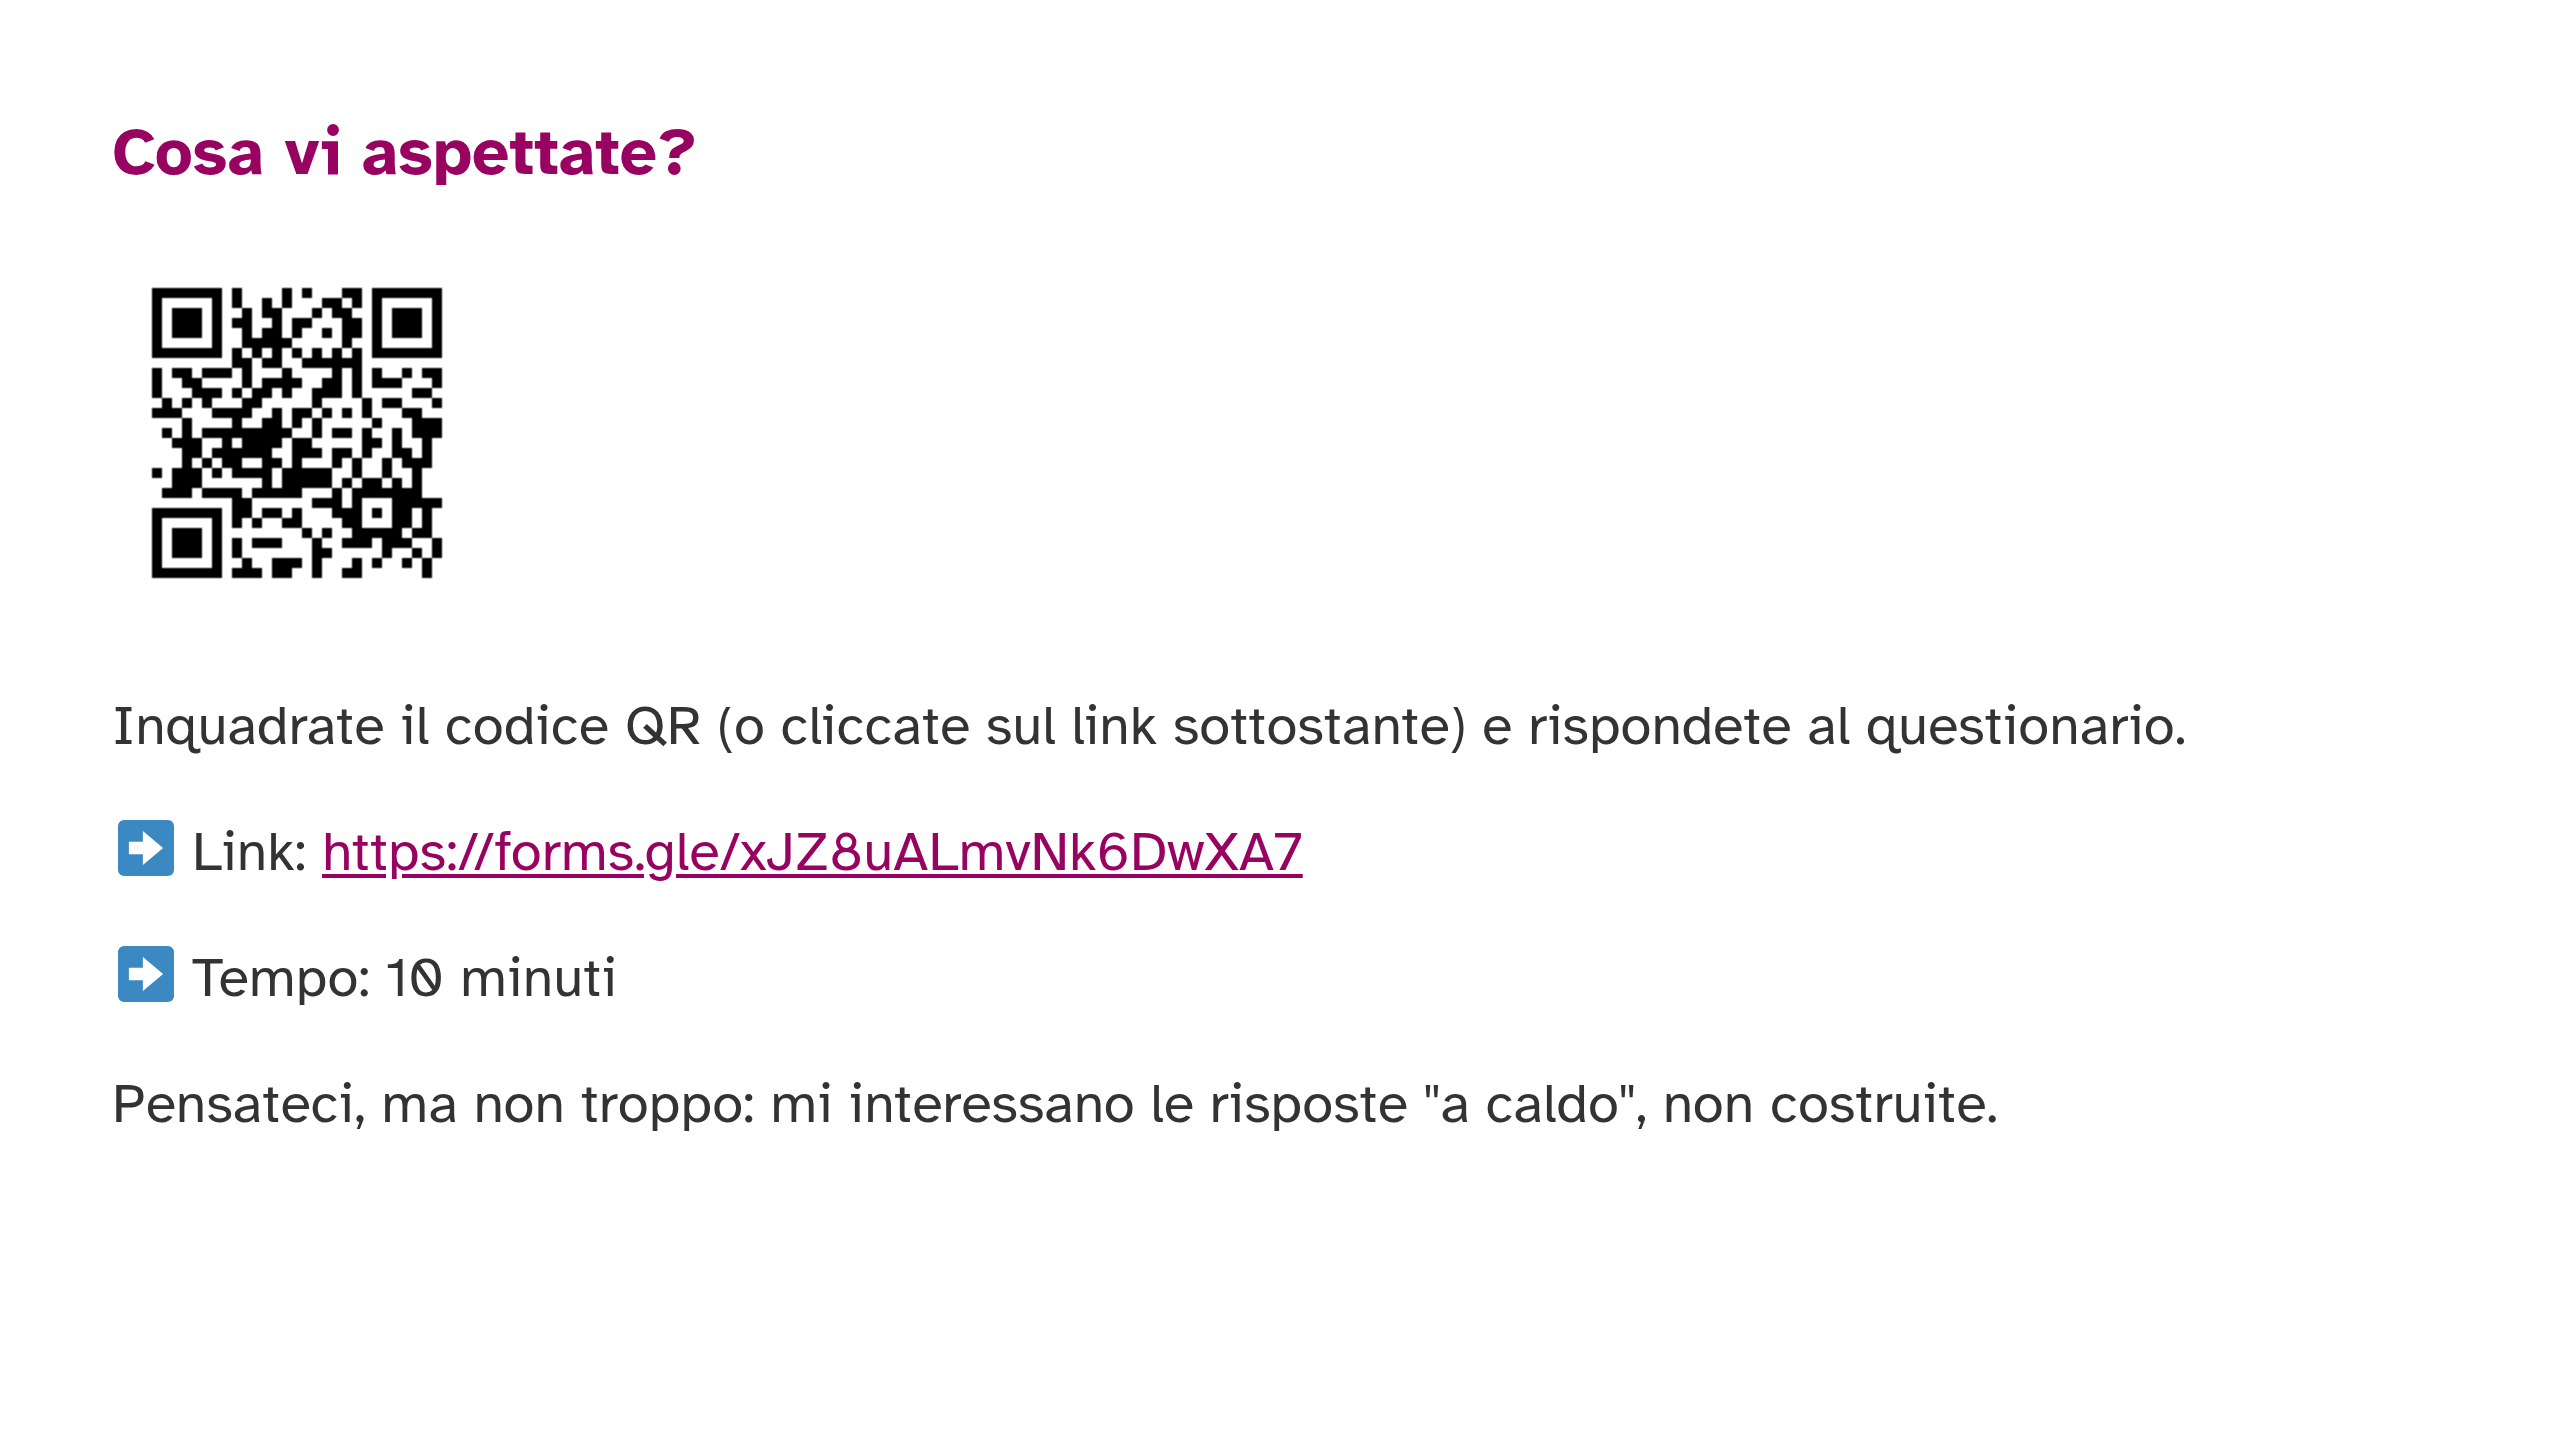 Cosa vi aspettate?
Inquadrate il codice QR (o cliccate sul link sottostante) e rispondete al questionario.
➡️ Link: https://forms.gle/xJZ8uALmvNk6DwXA7
➡️ Tempo: 10 minuti
Pensateci, ma non troppo: mi interessano le risposte "a caldo", non costruite.